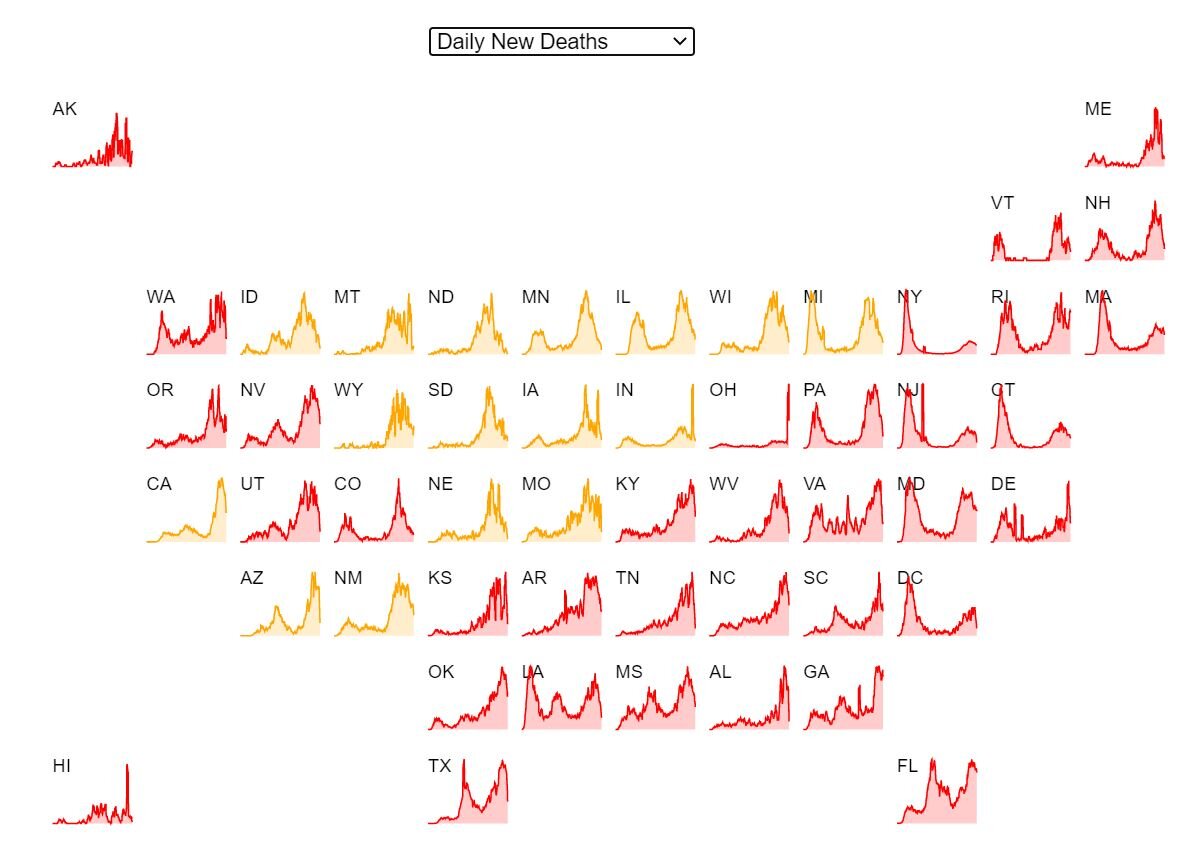 Daily New Deaths
AK ME
VT NH
WA ID MT ND MN IL WI MI NY RI MA
OR NV WY SD IA IN OH PA NJ CT
CA UT CO NE MO KY WV VA MD DE
AZ NM KS AR TN NC SC DC
OK LA MS AL GA
HI TX FL